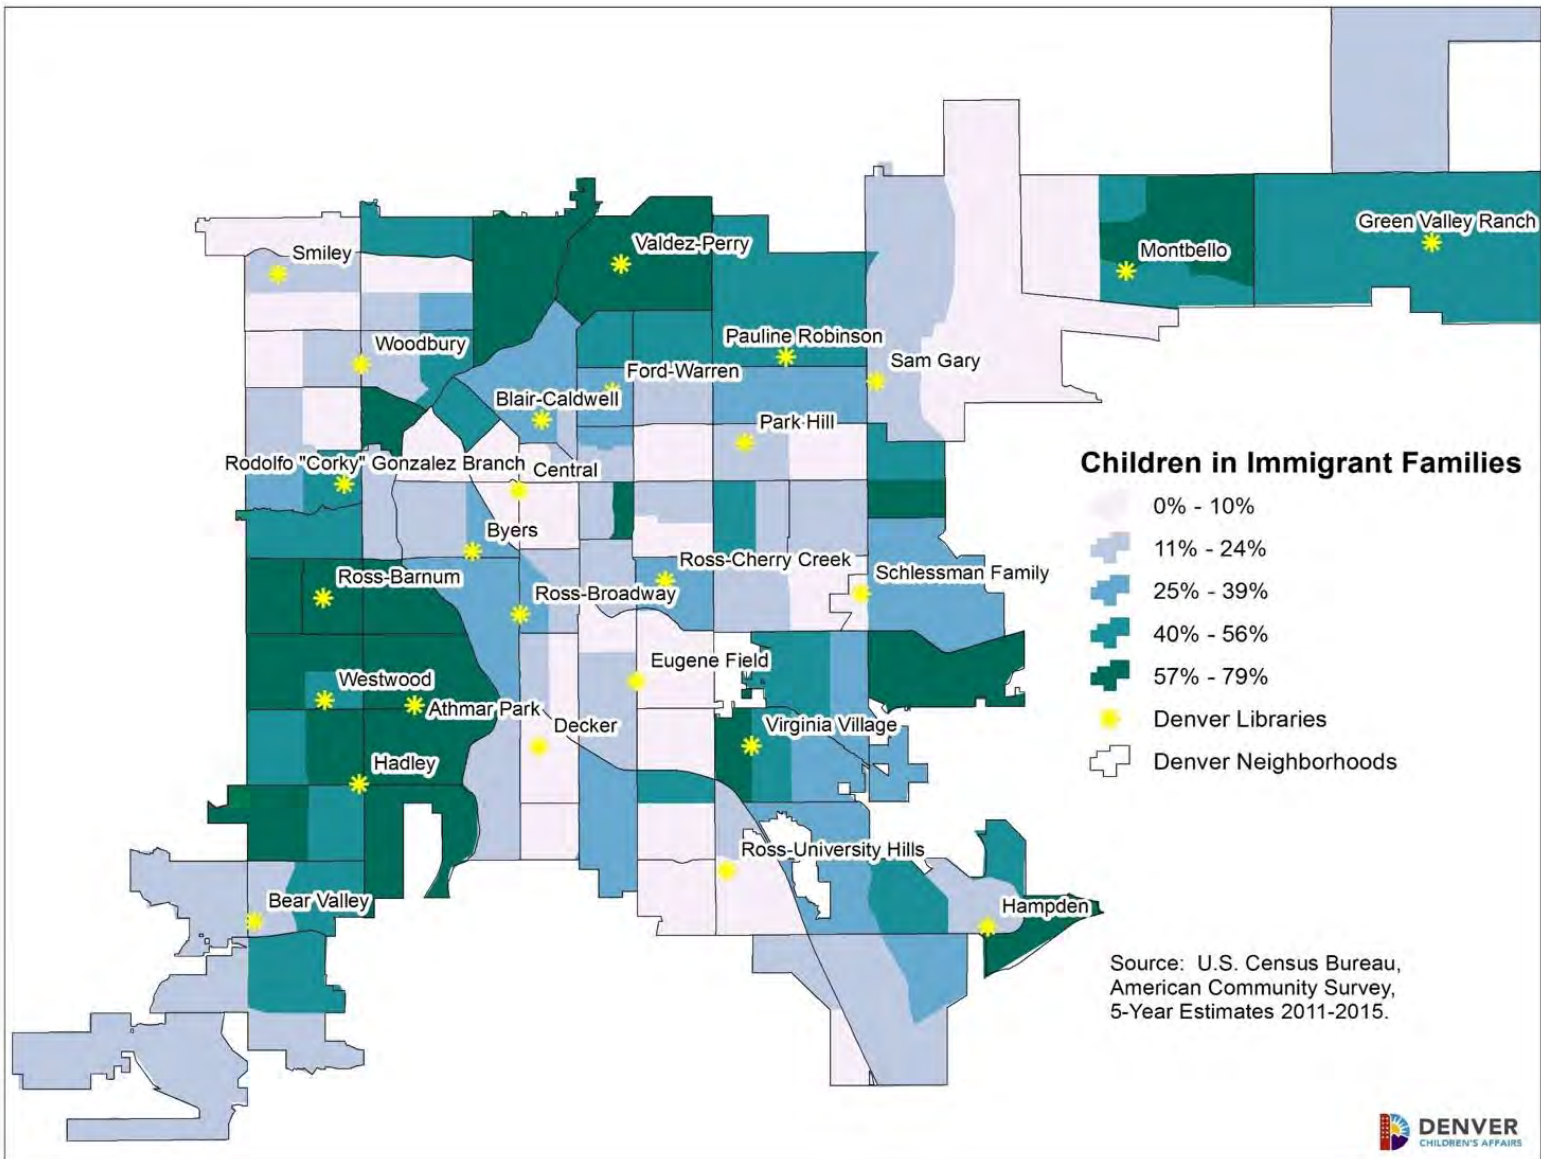 Green Valley Ranch
Valdez-Perry
Montbello
Smiley
Pauline Robinson
Woodbury
Sam Gary
Ford-Warren
Blair-Caldwell
Park Hill
Rodolfo "Corky" Gonzalez Branch
Central
Byers
Ross-Cherry Creek
Schlessman Family
Ross-Barnum
Ross-Broadway
Eugene Field
Westwood
Athmar Park
Decker
Virginia Village
Hadley
Ross-University Hills
Bear Valley
Hampden
Children in Immigrant Families
0% - 10%
11% - 24%
25% - 39%
40% - 56%
57% - 79%
Denver Libraries
Denver Neighborhoods
Source: U.S. Census Bureau,
American Community Survey,
5-Year Estimates 2011-2015.
DENVER
CHILDREN'S AFFAIRS